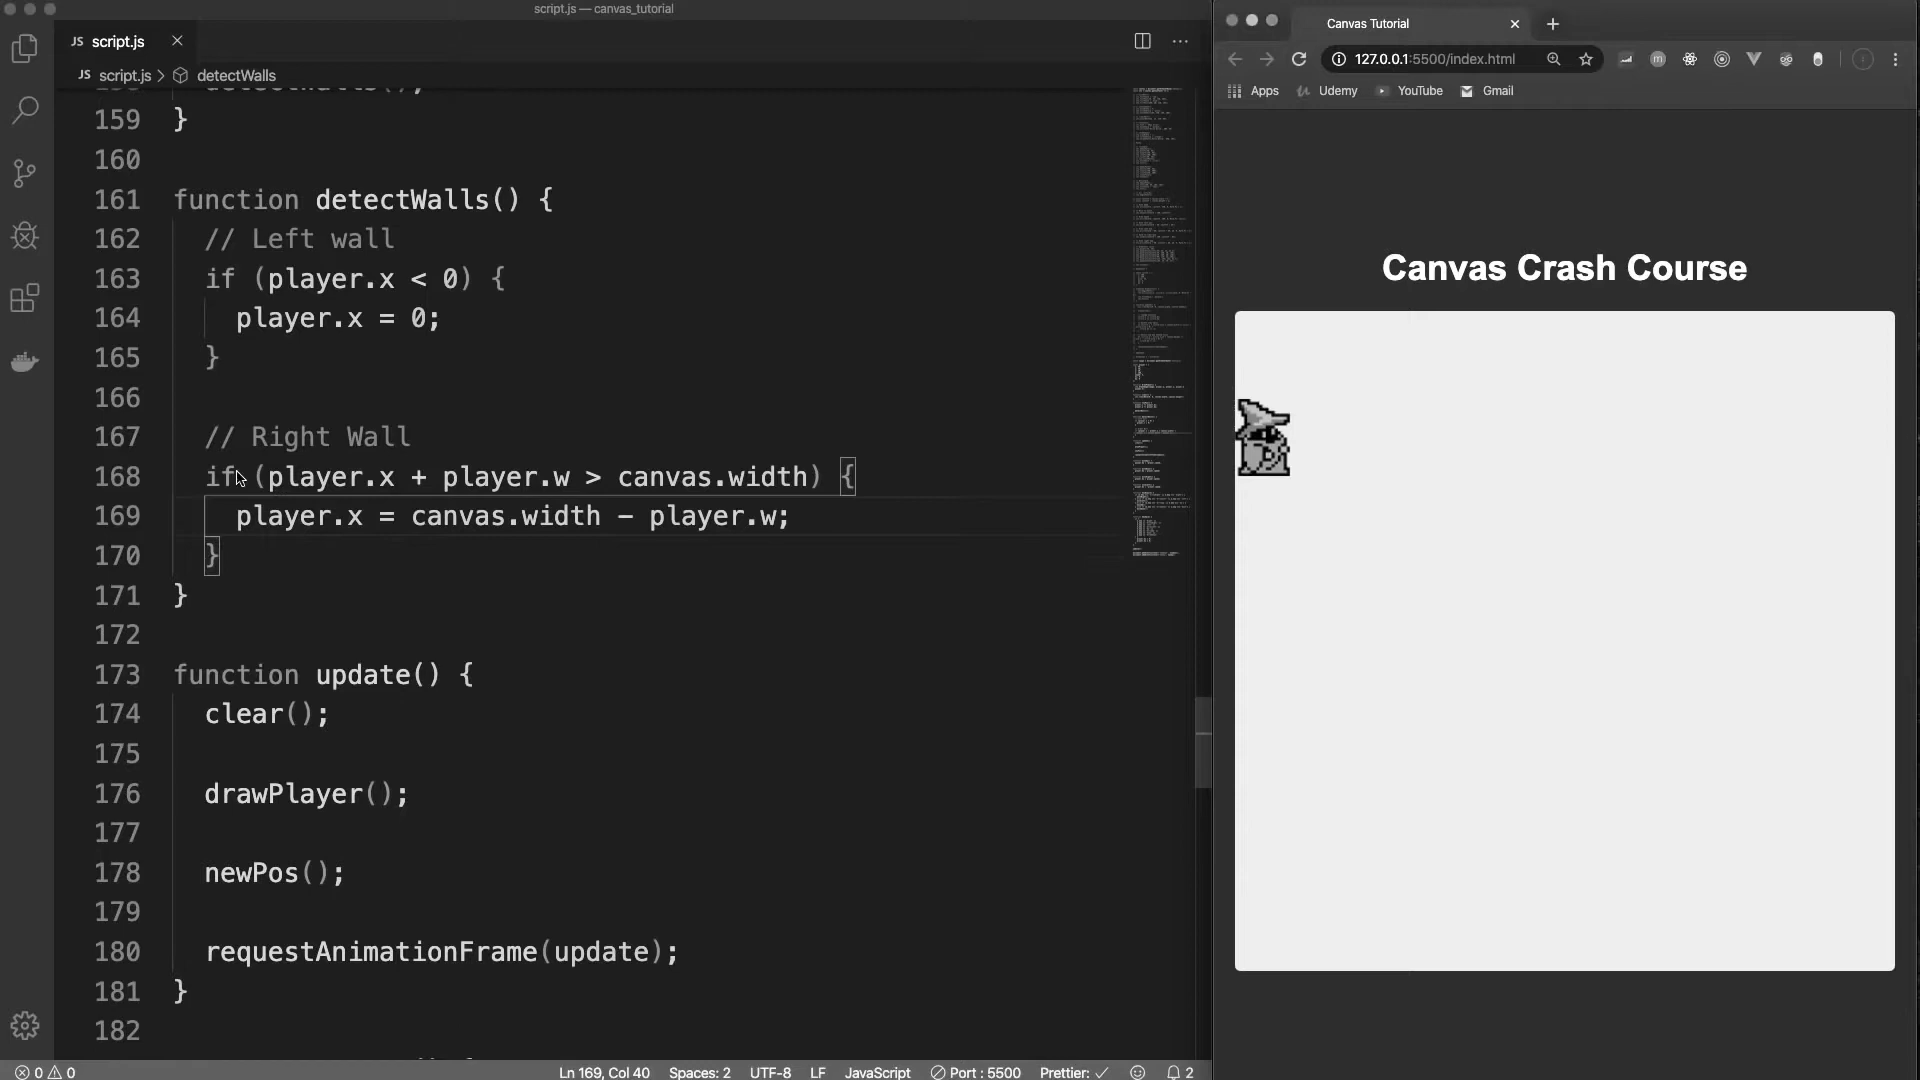 script.js — canvas_tutorial
JS script.js
JS script.js > detectWalls
159 }
160
161 function detectWalls() {
162 // Left wall
163 if (player.x < 0) {
164 player.x = 0;
165 }
166
167 // Right Wall
168 if (player.x + player.w > canvas.width) {
169 player.x = canvas.width - player.w;
170 }
171 }
172
173 function update() {
174 clear();
175
176 drawPlayer();
177
178 newPos();
179
180 requestAnimationFrame(update);
181 }
182
0 0 Ln 169, Col 40 Spaces: 2 UTF-8 LF JavaScript Port : 5500 Prettier: ✓ 2
Canvas Tutorial
127.0.0.1:5500/index.html
Apps Udemy YouTube Gmail
Canvas Crash Course